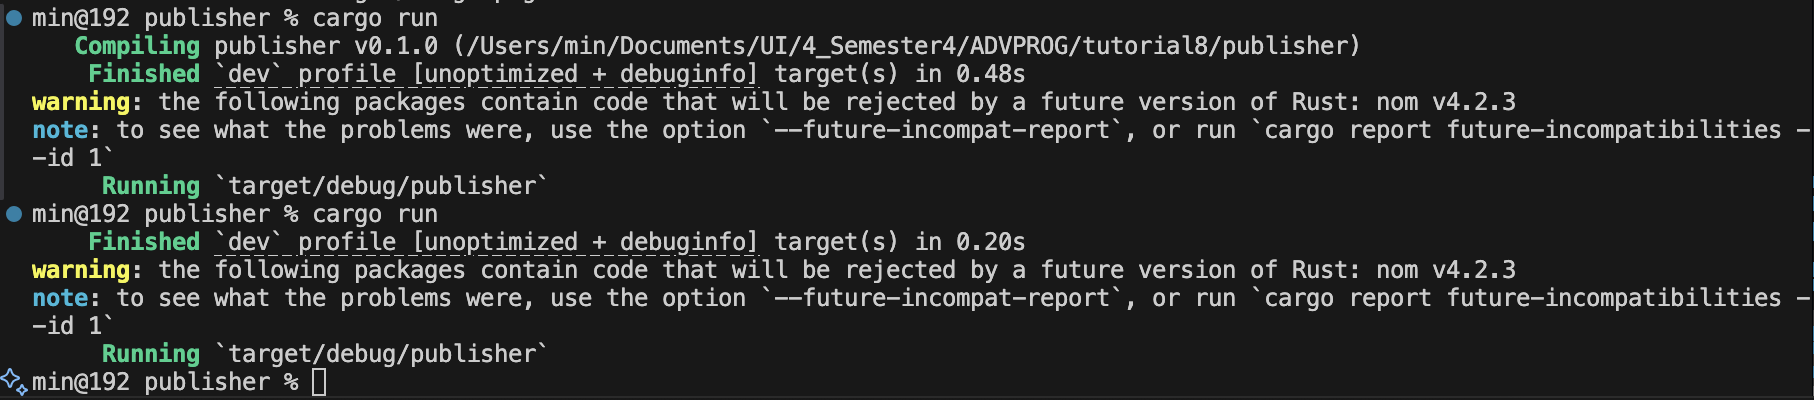 min@192 publisher % cargo run
Compiling publisher v0.1.0 (/Users/min/Documents/UI/4_Semester4/ADVPROG/tutorial8/publisher)
Finished `dev` profile [unoptimized + debuginfo] target(s) in 0.48s
warning: the following packages contain code that will be rejected by a future version of Rust: nom v4.2.3
note: to see what the problems were, use the option `--future-incompat-report`, or run `cargo report future-incompatibilities -
-id 1`
Running `target/debug/publisher`
min@192 publisher % cargo run
Finished `dev` profile [unoptimized + debuginfo] target(s) in 0.20s
warning: the following packages contain code that will be rejected by a future version of Rust: nom v4.2.3
note: to see what the problems were, use the option `--future-incompat-report`, or run `cargo report future-incompatibilities -
-id 1`
Running `target/debug/publisher`
min@192 publisher %